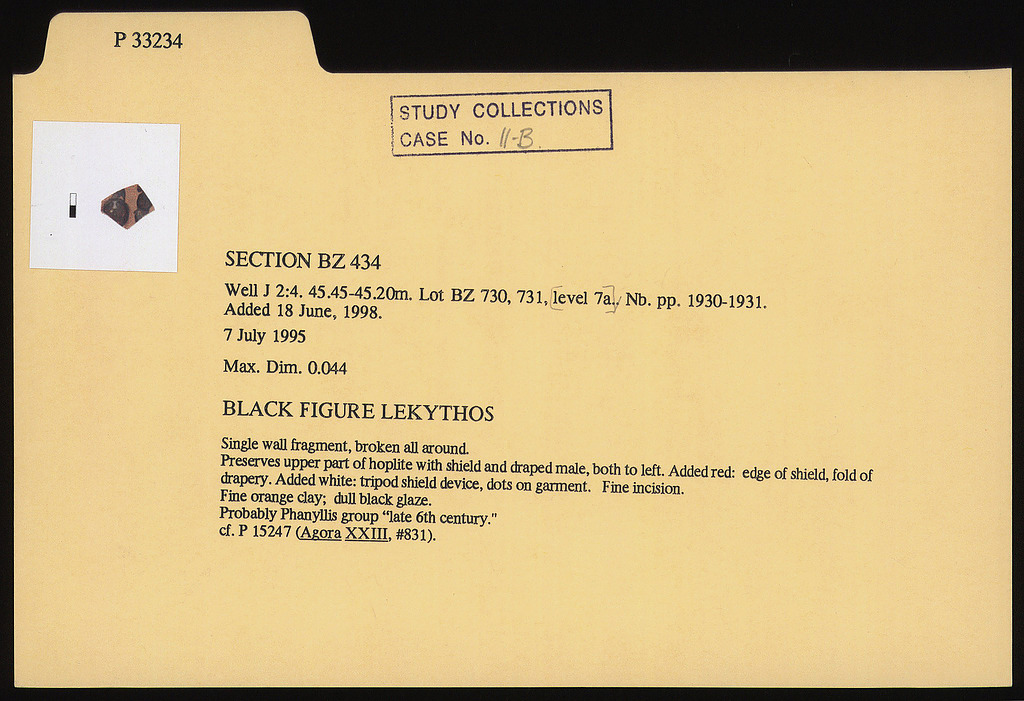 P 33234
STUDY COLLECTIONS
CASE No. 11-B.
SECTION BZ 434
Well J 2:4. 45.45-45.20m. Lot BZ 730, 731, [level 7a]. Nb. pp. 1930-1931.
Added 18 June, 1998.
7 July 1995
Max. Dim. 0.044
BLACK FIGURE LEKYTHOS
Single wall fragment, broken all around.
Preserves upper part of hoplite with shield and draped male, both to left. Added red: edge of shield, fold of
drapery. Added white: tripod shield device, dots on garment. Fine incision.
Fine orange clay; dull black glaze.
Probably Phanyllis group “late 6th century."
cf. P 15247 (Agora XXIII, #831).